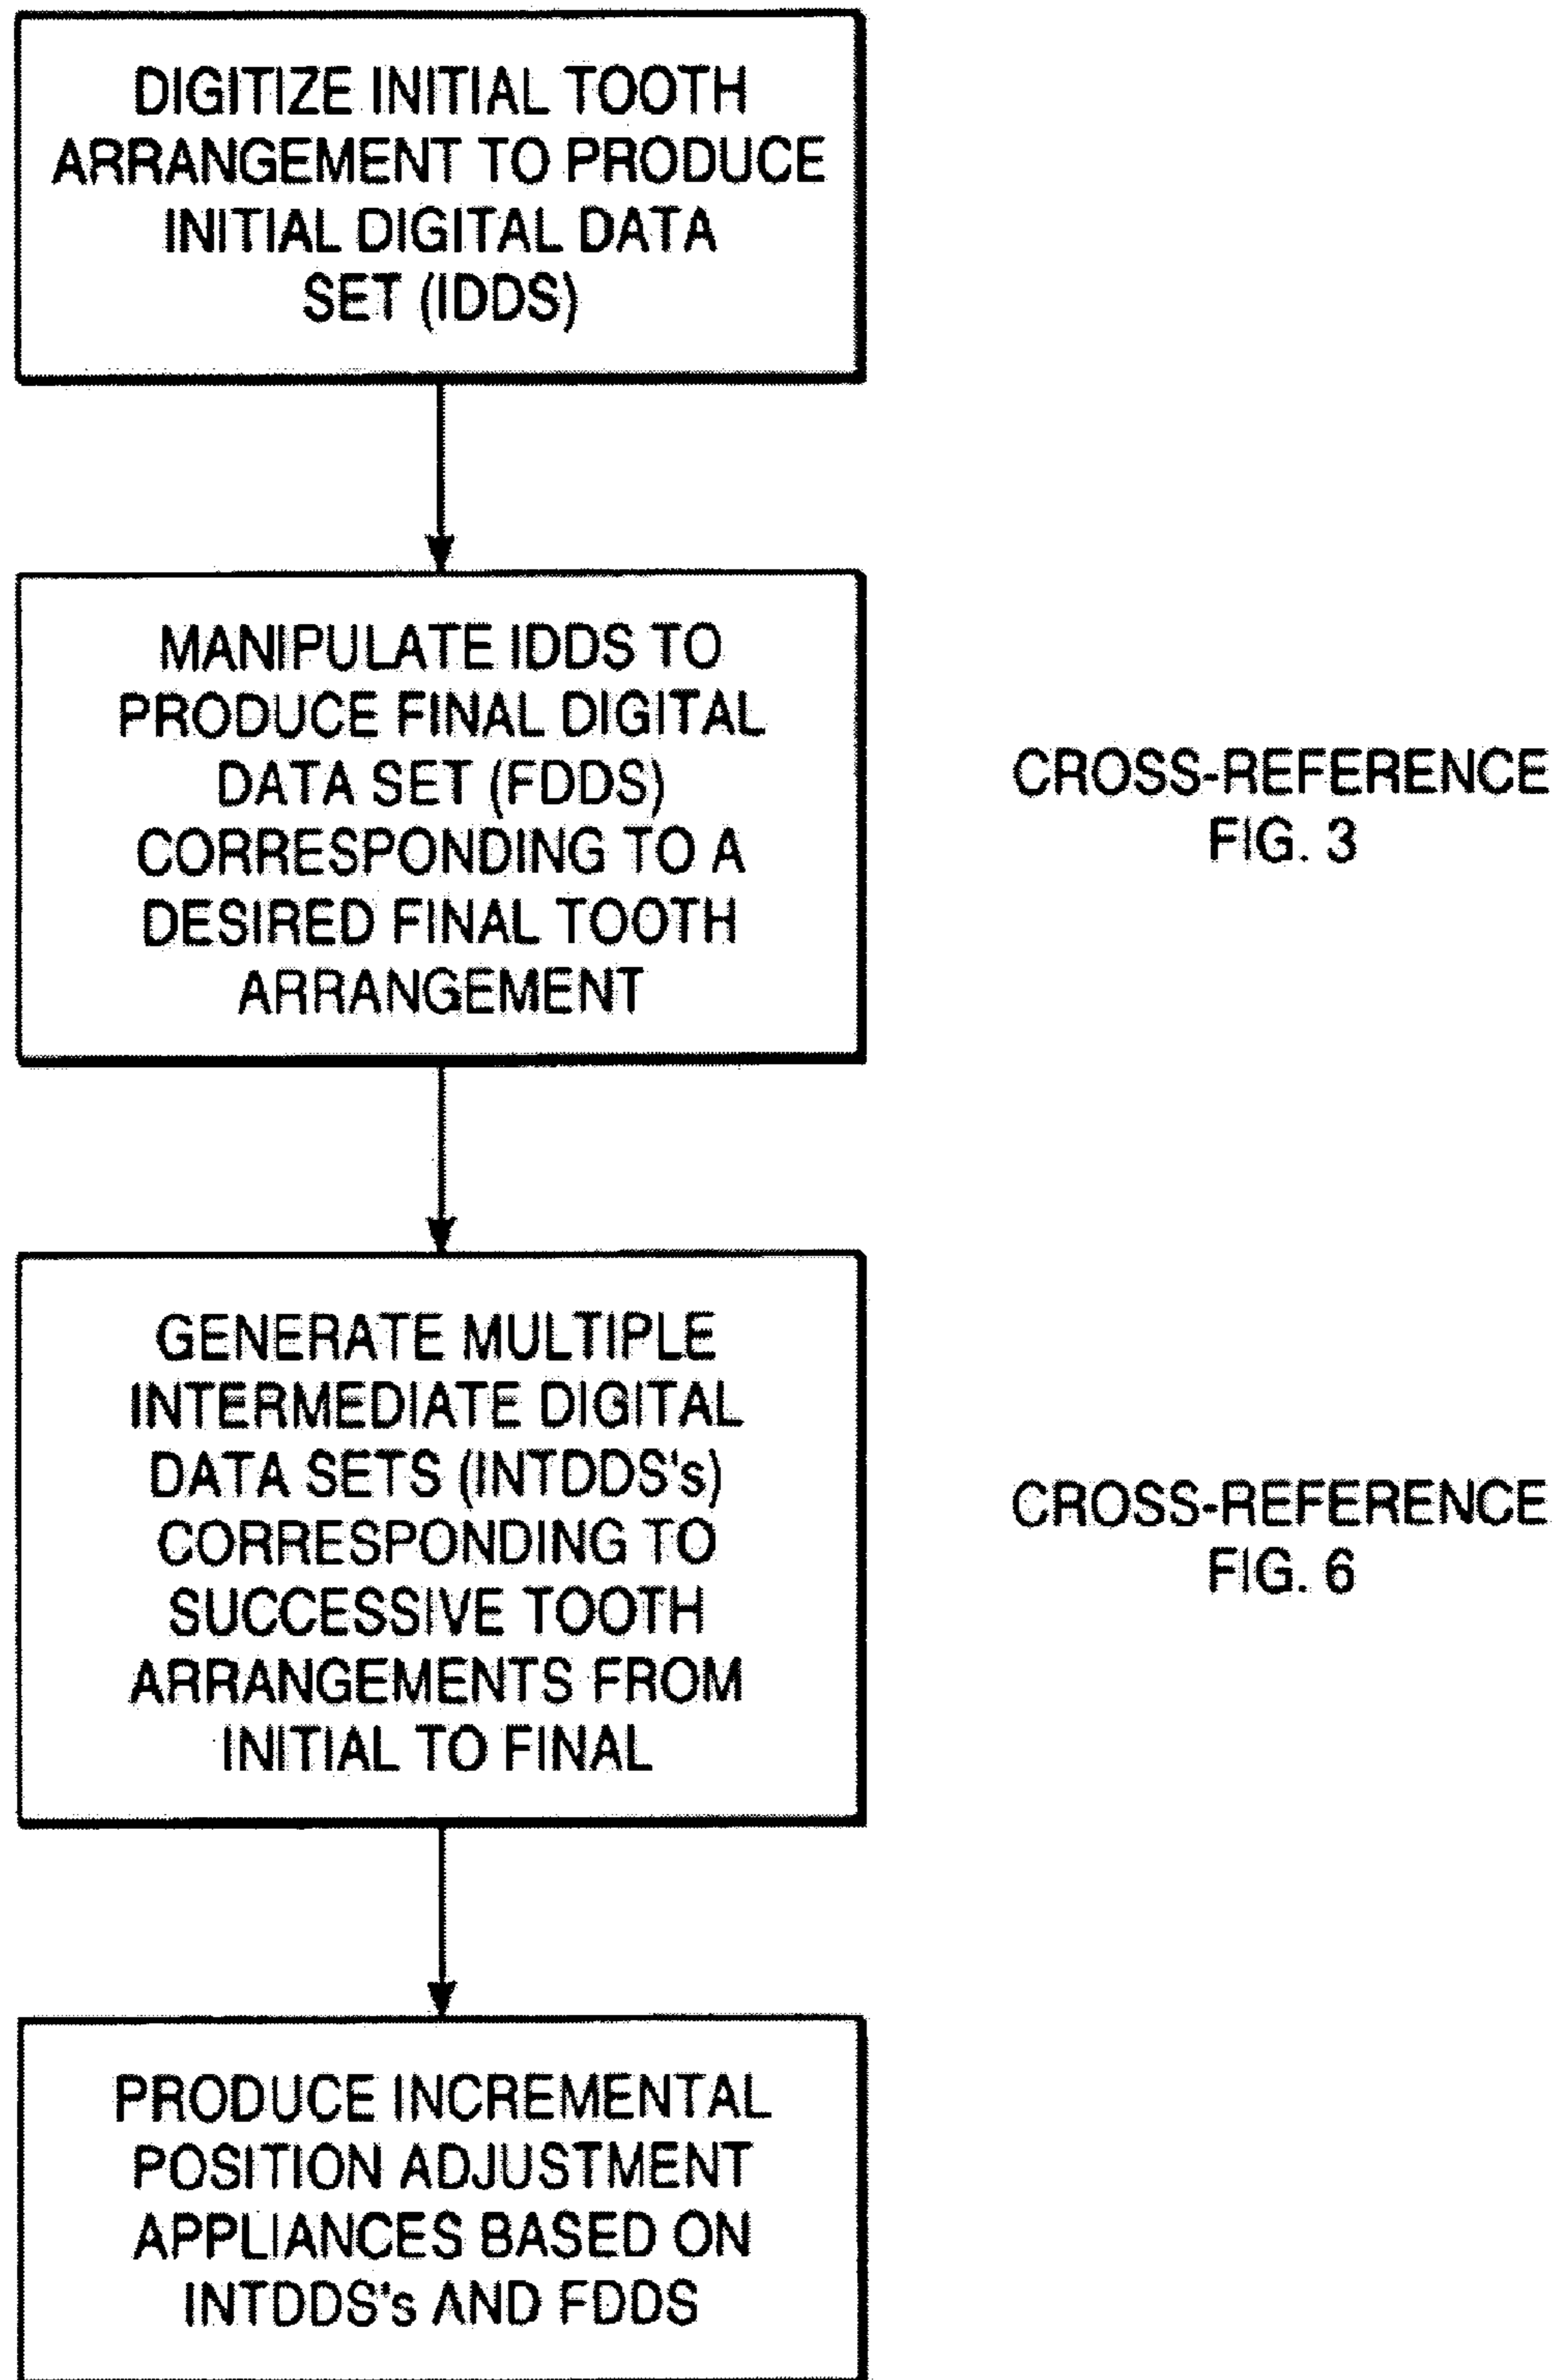 DIGITIZE INITIAL TOOTH
ARRANGEMENT TO PRODUCE
INITIAL DIGITAL DATA
SET (IDDS)
MANIPULATE IDDS TO
PRODUCE FINAL DIGITAL
DATA SET (FDDS)
CORRESPONDING TO A
DESIRED FINAL TOOTH
ARRANGEMENT
CROSS-REFERENCE
FIG. 3
GENERATE MULTIPLE
INTERMEDIATE DIGITAL
DATA SETS (INTDDS's)
CORRESPONDING TO
SUCCESSIVE TOOTH
ARRANGEMENTS FROM
INITIAL TO FINAL
CROSS-REFERENCE
FIG. 6
PRODUCE INCREMENTAL
POSITION ADJUSTMENT
APPLIANCES BASED ON
INTDDS's AND FDDS